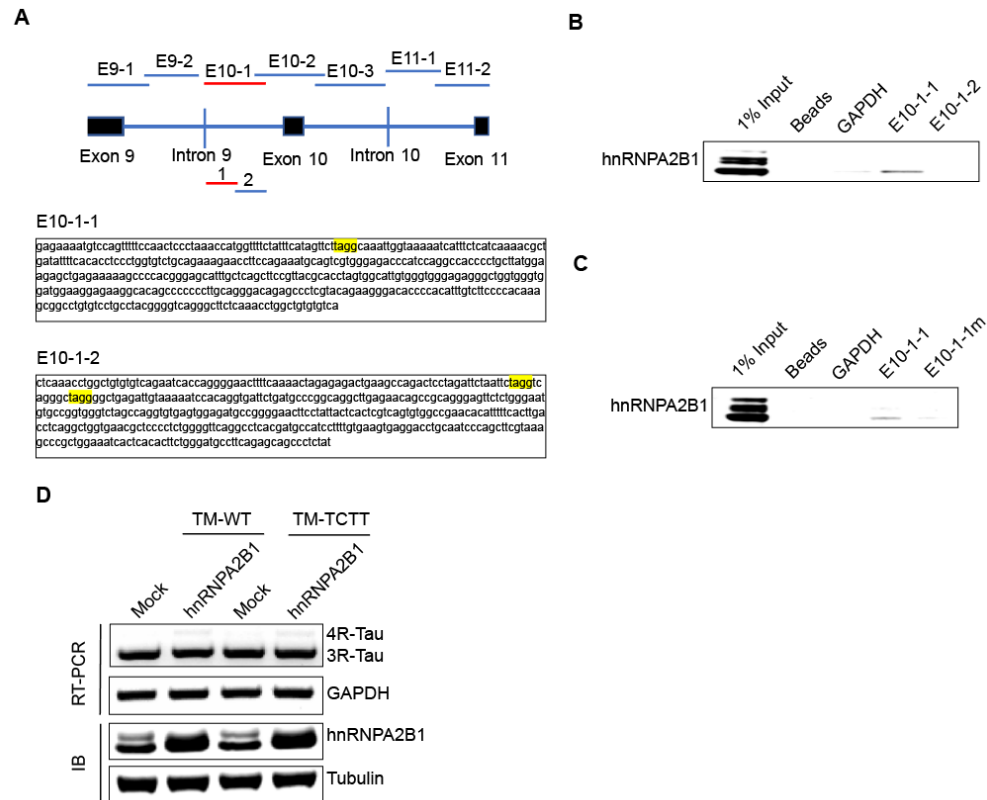 A
E9-1 E9-2 E10-1 E10-2 E10-3 E11-1 E11-2
Exon 9 Intron 9 Exon 10 Intron 10 Exon 11
1 2
E10-1-1
gagaaaatgtccagtttttccaactccctaaaccatggttttctatttcatagttcttaggcaaattggtaaaaatcatttctcatcaaaacgct
gatattttcacacctccctggtgtctgcagaaagaaccttccagaaatgcagtcgtgggagacccatccaggccacccctgcttatgga
agagctgagaaaaagccccacgggagcatttgctcagcttccgttacgcacctagtggcattgtgggtgggagagggctggtgggtg
gatggaaggagaaggcacagcccccccttgcagggacagagccctcgtacagaagggacaccccacatttgtcttccccacaaa
gcggcctgtgtcctgcctacggggtcagggcttctcaaacctggctgtgtgtca
E10-1-2
ctcaaacctggctgtgtgtcagaatcaccaggggaacttttcaaaactagagagactgaagccagactcctagattctaattctaggtc
agggctagggggctgagattgtaaaaatccacaggtgattctgatgcccggcaggcttgagaacagccgcagggagttctctgggaat
gtgccggtgggtctagccaggtgtgagtggagatgccggggaacttcctattactcactcgtcagtgtggccgaacacatttttcacttga
cctcaggctggtgaacgctcccctctggggttcaggcctcacgatgccatccttttgtgaagtgaggacctgcaatcccagcttcgtaaa
gcccgctggaaatcactcacacttctgggatgccttcagagcagccctctat
B
1% Input Beads GAPDH E10-1-1 E10-1-2
hnRNPA2B1
C
1% Input Beads GAPDH E10-1-1 E10-1-1m
hnRNPA2B1
D
TM-WT TM-TCTT
Mock hnRNPA2B1 Mock hnRNPA2B1
RT-PCR
4R-Tau
3R-Tau
GAPDH
IB
hnRNPA2B1
Tubulin